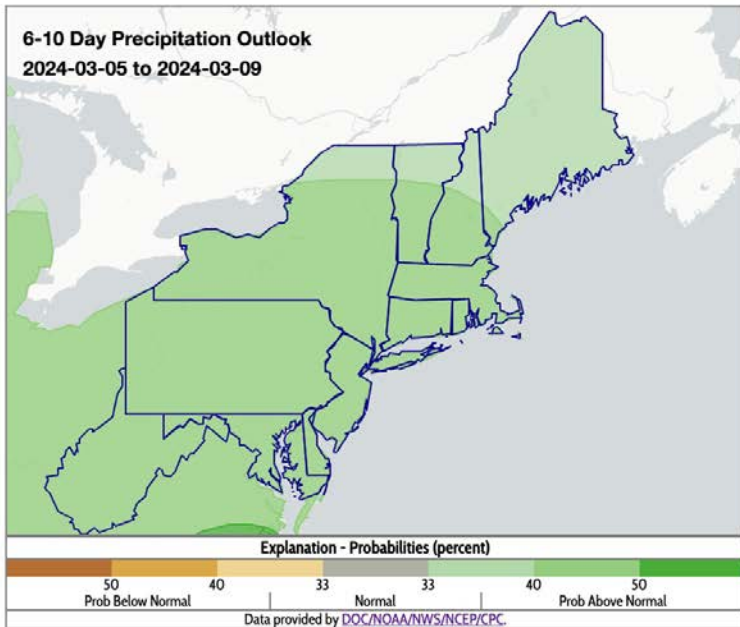 6-10 Day Precipitation Outlook
2024-03-05 to 2024-03-09
Explanation - Probabilities (percent)
50 40 33 33 40 50
Prob Below Normal Normal Prob Above Normal
Data provided by DOC/NOAA/NWS/NCEP/CPC.